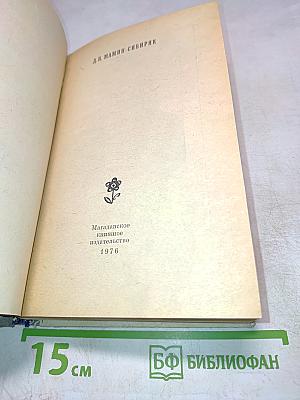 Д.Н. МАМИН-СИБИРЯК
Магаданское
книжное
издательство
1976
15 см
БФ БИБЛИОФАН